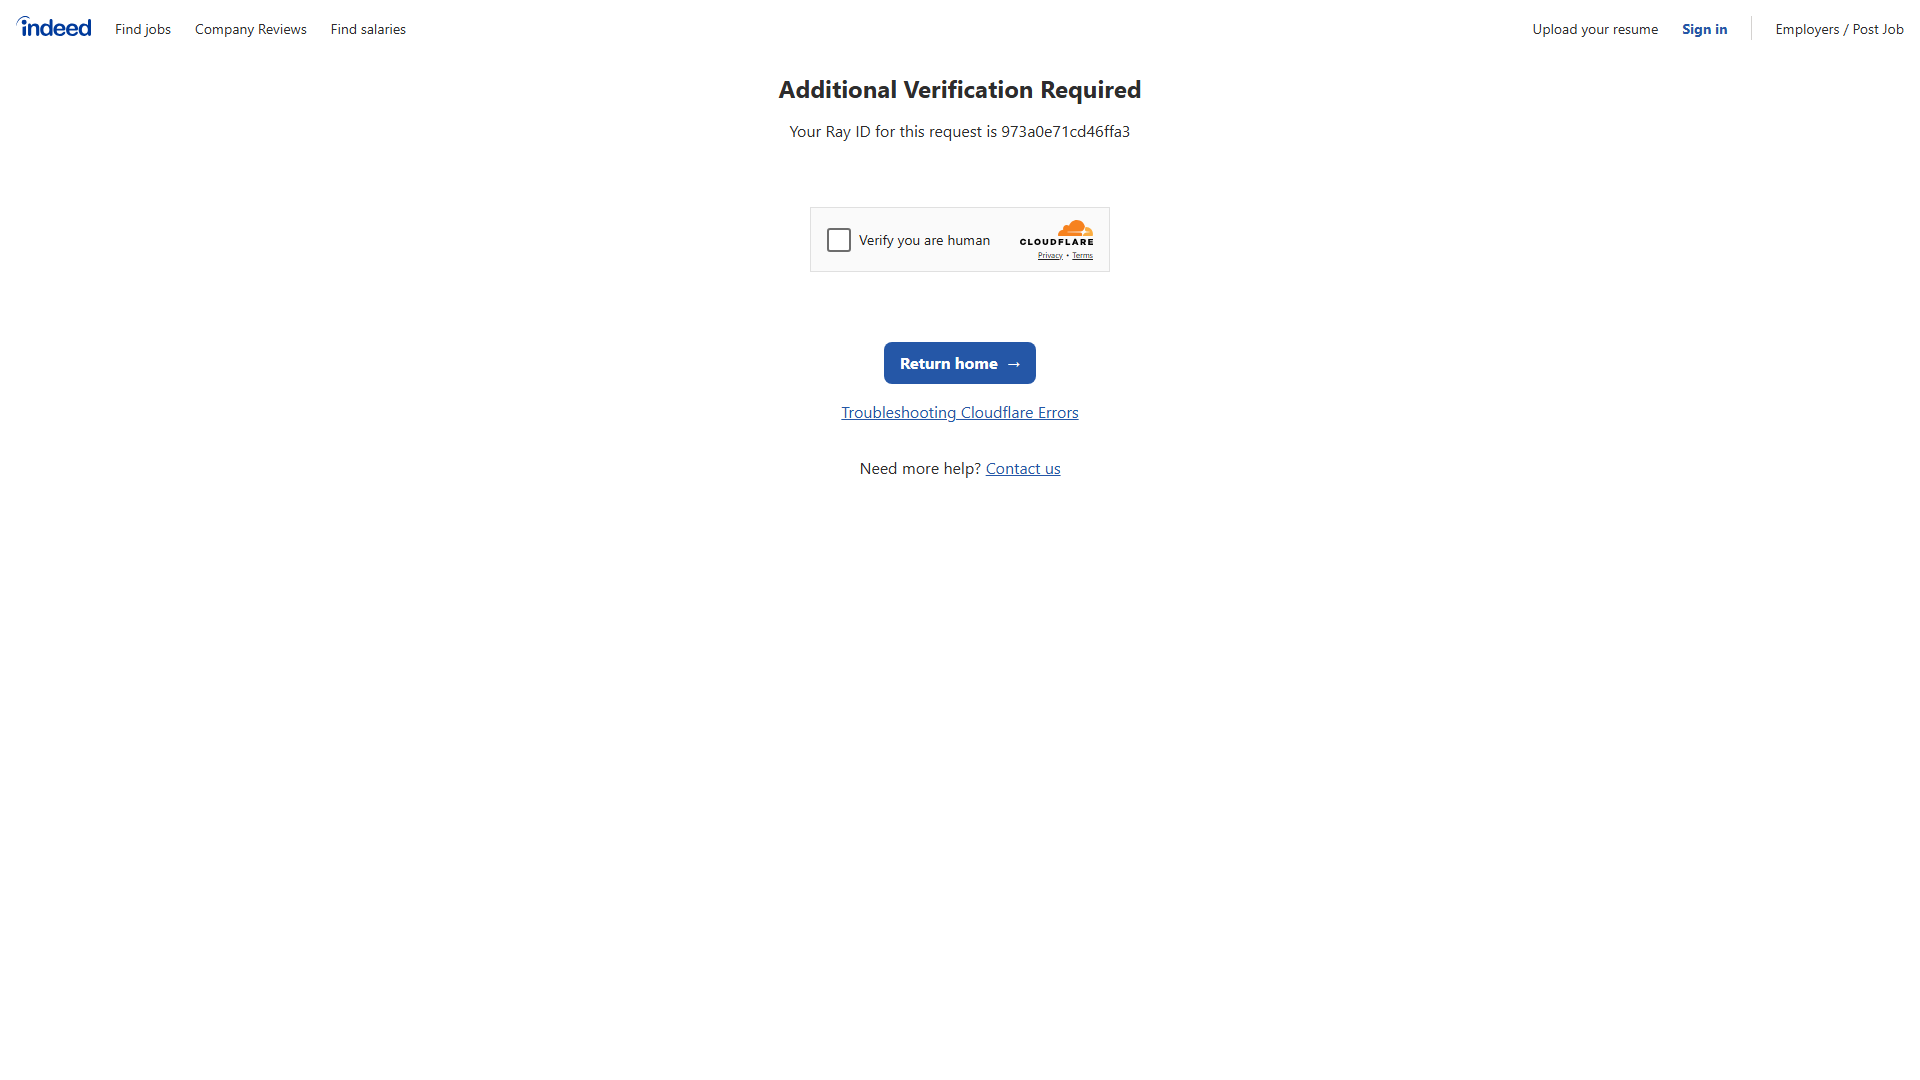 indeed Find jobs Company Reviews Find salaries Upload your resume Sign in Employers / Post Job
Additional Verification Required
Your Ray ID for this request is 973a0e71cd46ffa3
Verify you are human
CLOUDFLARE
Privacy • Terms
Return home →
Troubleshooting Cloudflare Errors
Need more help? Contact us